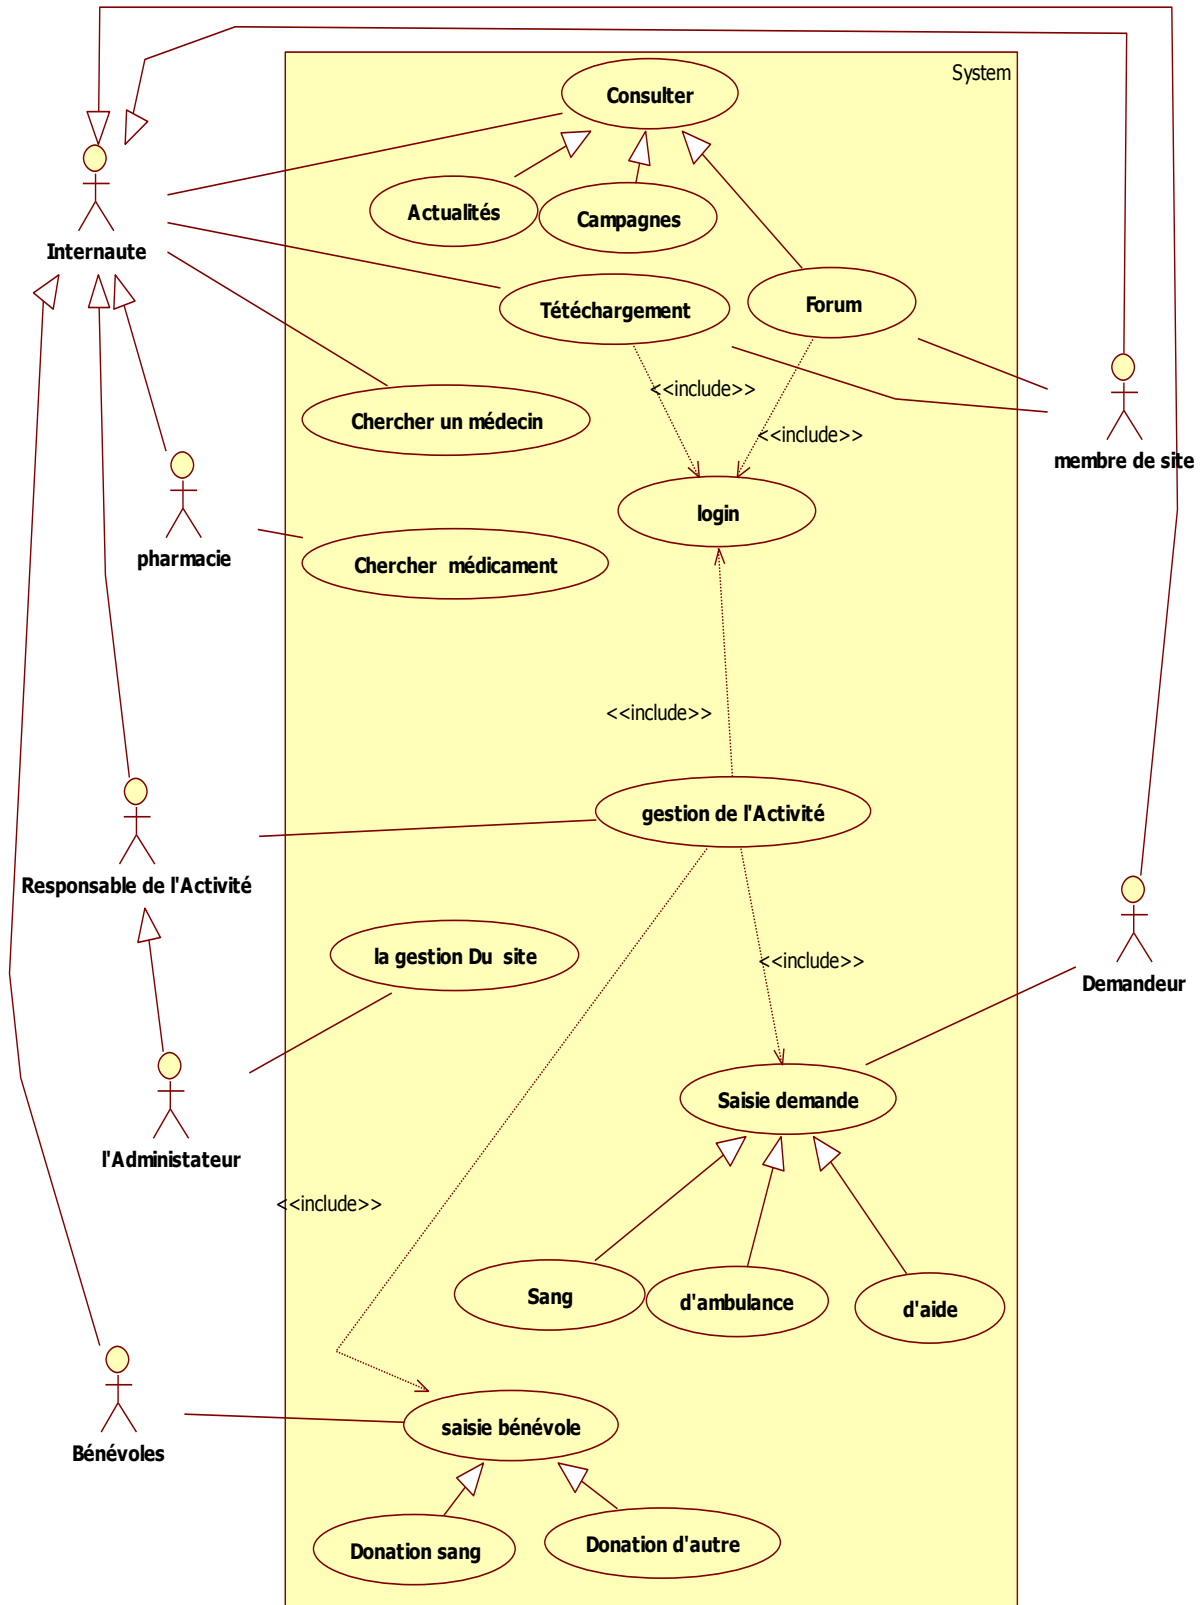 System
Consulter
Actualités
Campagnes
Internaute
Tétéchargement
Forum
<<include>>
Chercher un médecin
<<include>>
membre de site
login
pharmacie
Chercher médicament
<<include>>
gestion de l'Activité
Responsable de l'Activité
la gestion Du site
<<include>>
Demandeur
Saisie demande
l'Administateur
<<include>>
Sang
d'ambulance
d'aide
saisie bénévole
Bénévoles
Donation sang
Donation d'autre